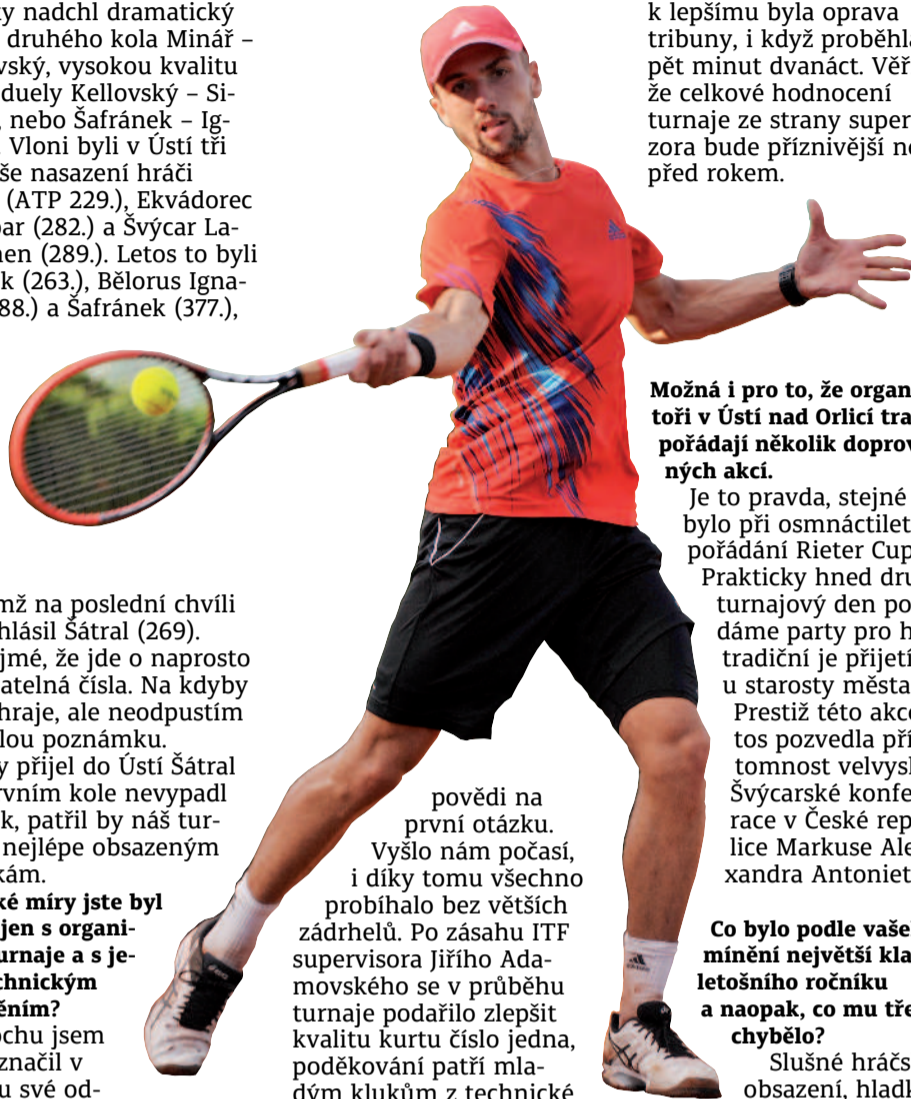 ky nadchl dramatický
druhého kola Minář –
vský, vysokou kvalitu
duely Kellovský – Si-
, nebo Šafránek – Ig-
Vloni byli v Ústí tři
še nasazení hráči
(ATP 229.), Ekvádorec
par (282.) a Švýcar La-
nen (289.). Letos to byli
k (263.), Bělorus Igna-
88.) a Šafránek (377.),
mž na poslední chvíli
hlásil Šátral (269).
jmé, že jde o naprosto
atelná čísla. Na kdyby
hraje, ale neodpustím
lou poznámku.
y přijel do Ústí Šátral
rvním kole nevypadl
k, patřil by náš tur-
nejlépe obsazeným
kám.
ké míry jste byl
jen s organi-
urnaje a s je-
chnickým
ěním?
ochu jsem
značil v
u své od-
povědi na
první otázku.
Vyšlo nám počasí,
i díky tomu všechno
probíhalo bez větších
zádrhelů. Po zásahu ITF
supervisora Jiřího Ada-
movského se v průběhu
turnaje podařilo zlepšit
kvalitu kurtu číslo jedna,
poděkování patří mla-
dým klukům z technické
k lepšímu byla oprava
tribuny, i když proběhla
pět minut dvanáct. Věř
že celkové hodnocení
turnaje ze strany super
zora bude příznivější ne
před rokem.
Možná i pro to, že organ
toři v Ústí nad Orlicí tra
pořádají několik doprov
ných akcí.
Je to pravda, stejné
bylo při osmnáctilet
pořádání Rieter Cup
Prakticky hned dru
turnajový den po
dáme party pro h
tradiční je přijetí
u starosty města
Prestiž této akce
tos pozvedla pří
tomnost velvysl
Švýcarské konfe
race v České rep
lice Markuse Ale
xandra Antoniet
Co bylo podle vaše
mínění největší kla
letošního ročníku
a naopak, co mu tře
chybělo?
Slušné hráčs
obsazení, hladk